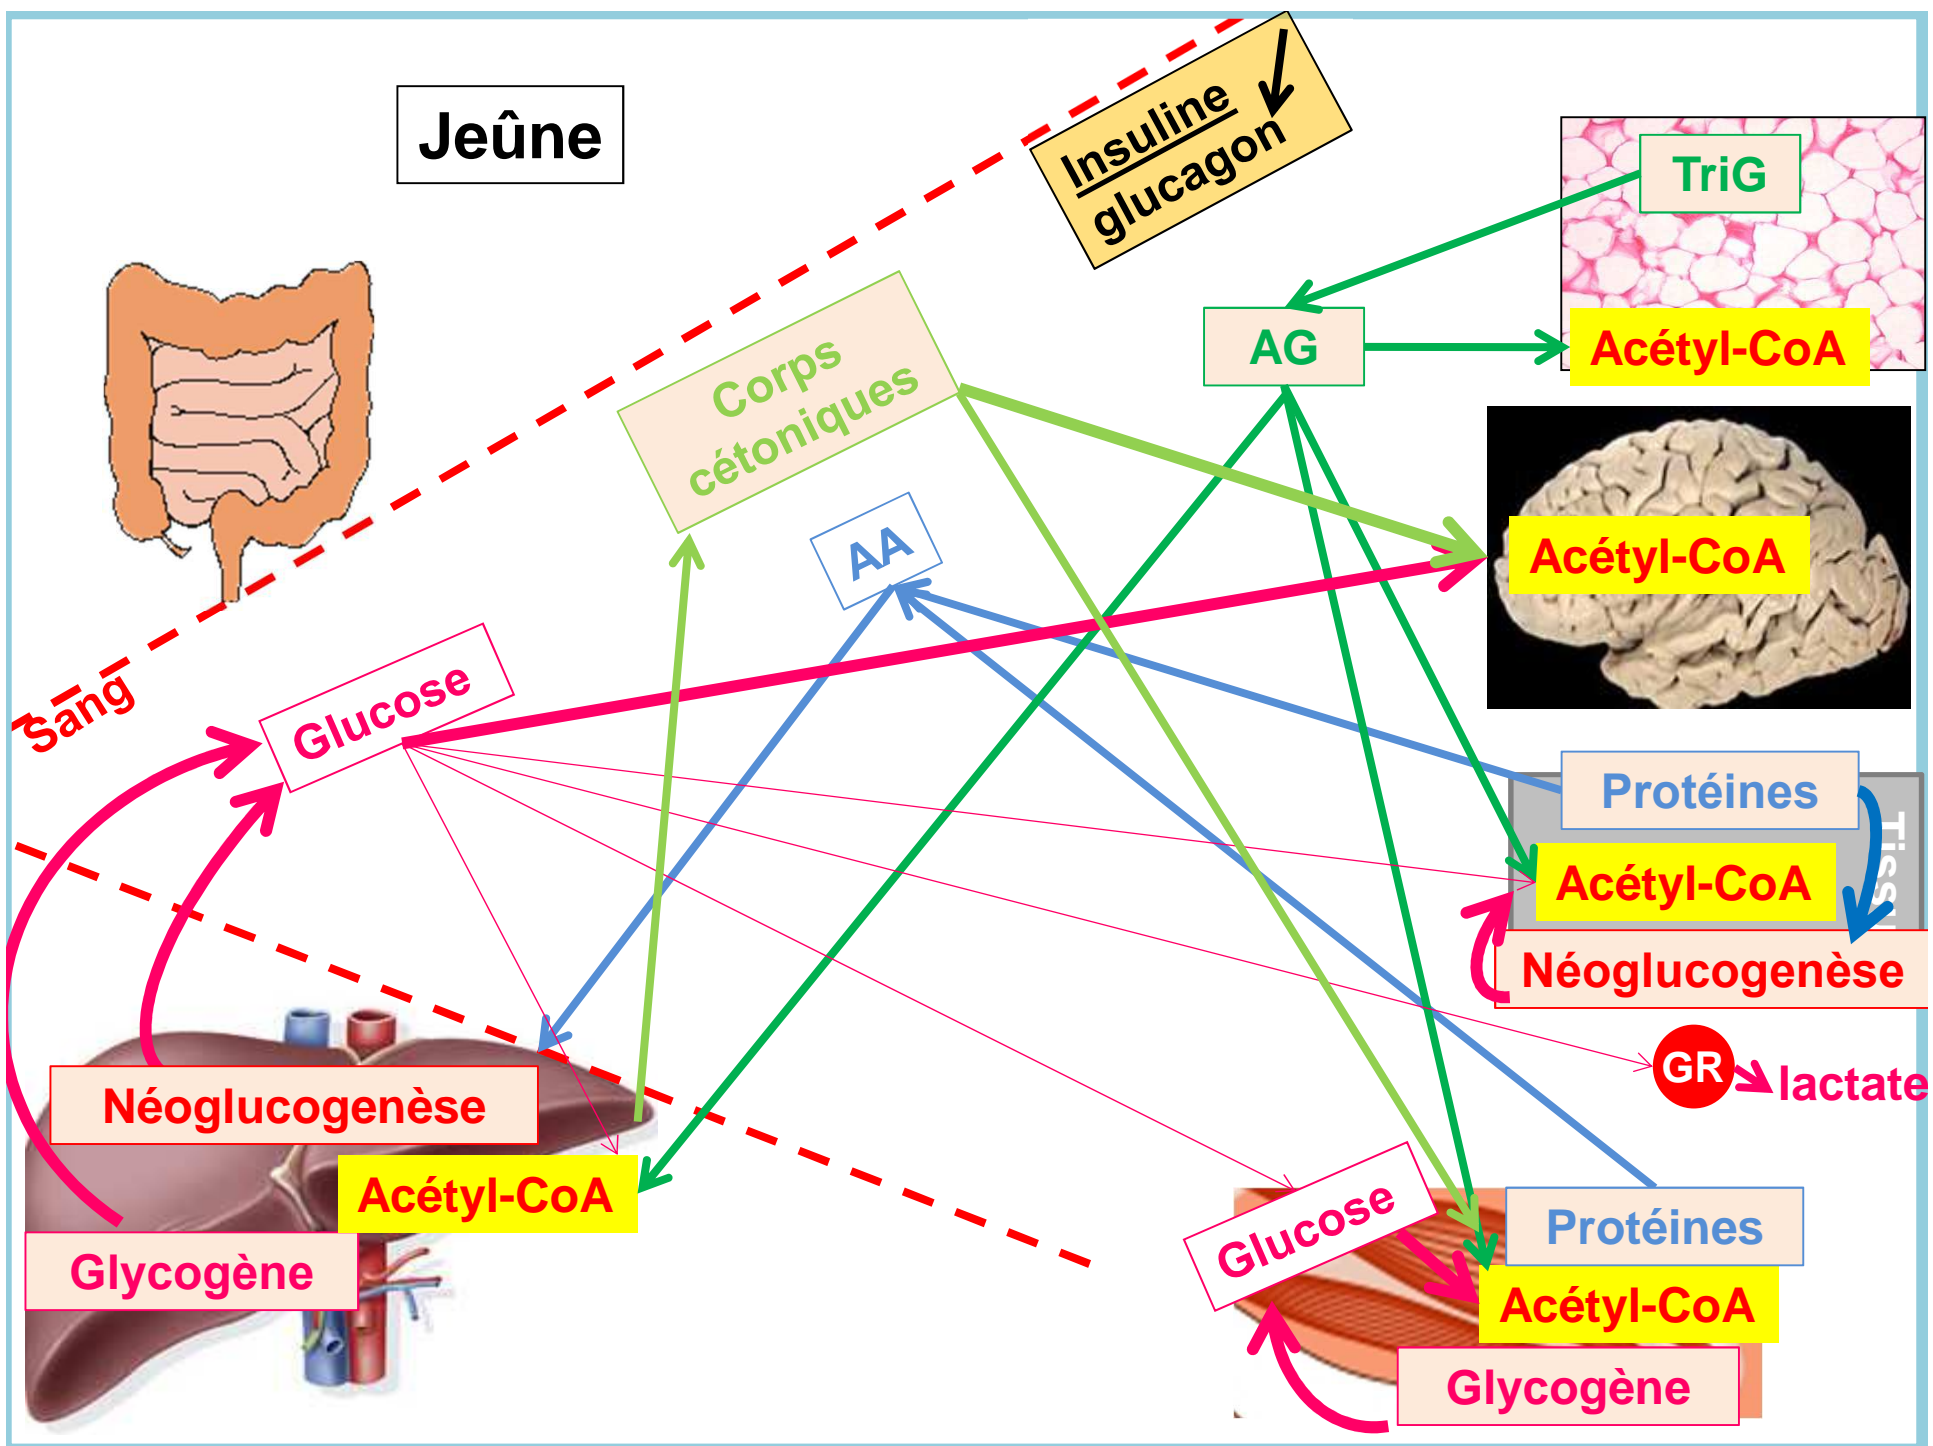 Jeûne
Insuline
glucagon
TriG
AG
Acétyl-CoA
Corps
cétoniques
AA
Acétyl-CoA
Sang
Glucose
Protéines
Acétyl-CoA
Néoglucogenèse
GR
lactate
Néoglucogenèse
Acétyl-CoA
Glycogène
Glucose
Protéines
Acétyl-CoA
Glycogène